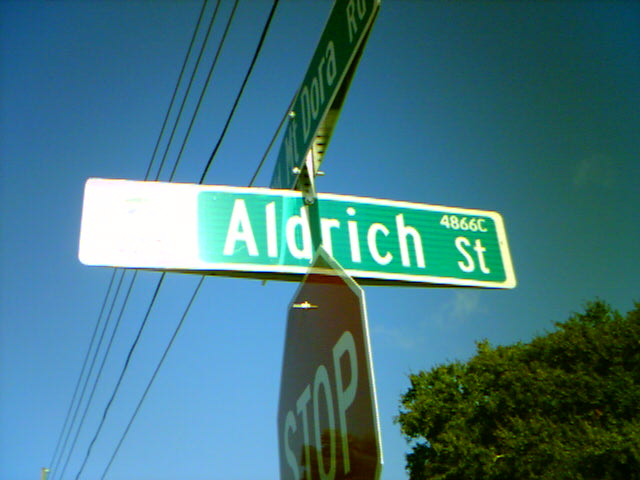 Mt Dora Rd
Aldrich St
4866C
STOP